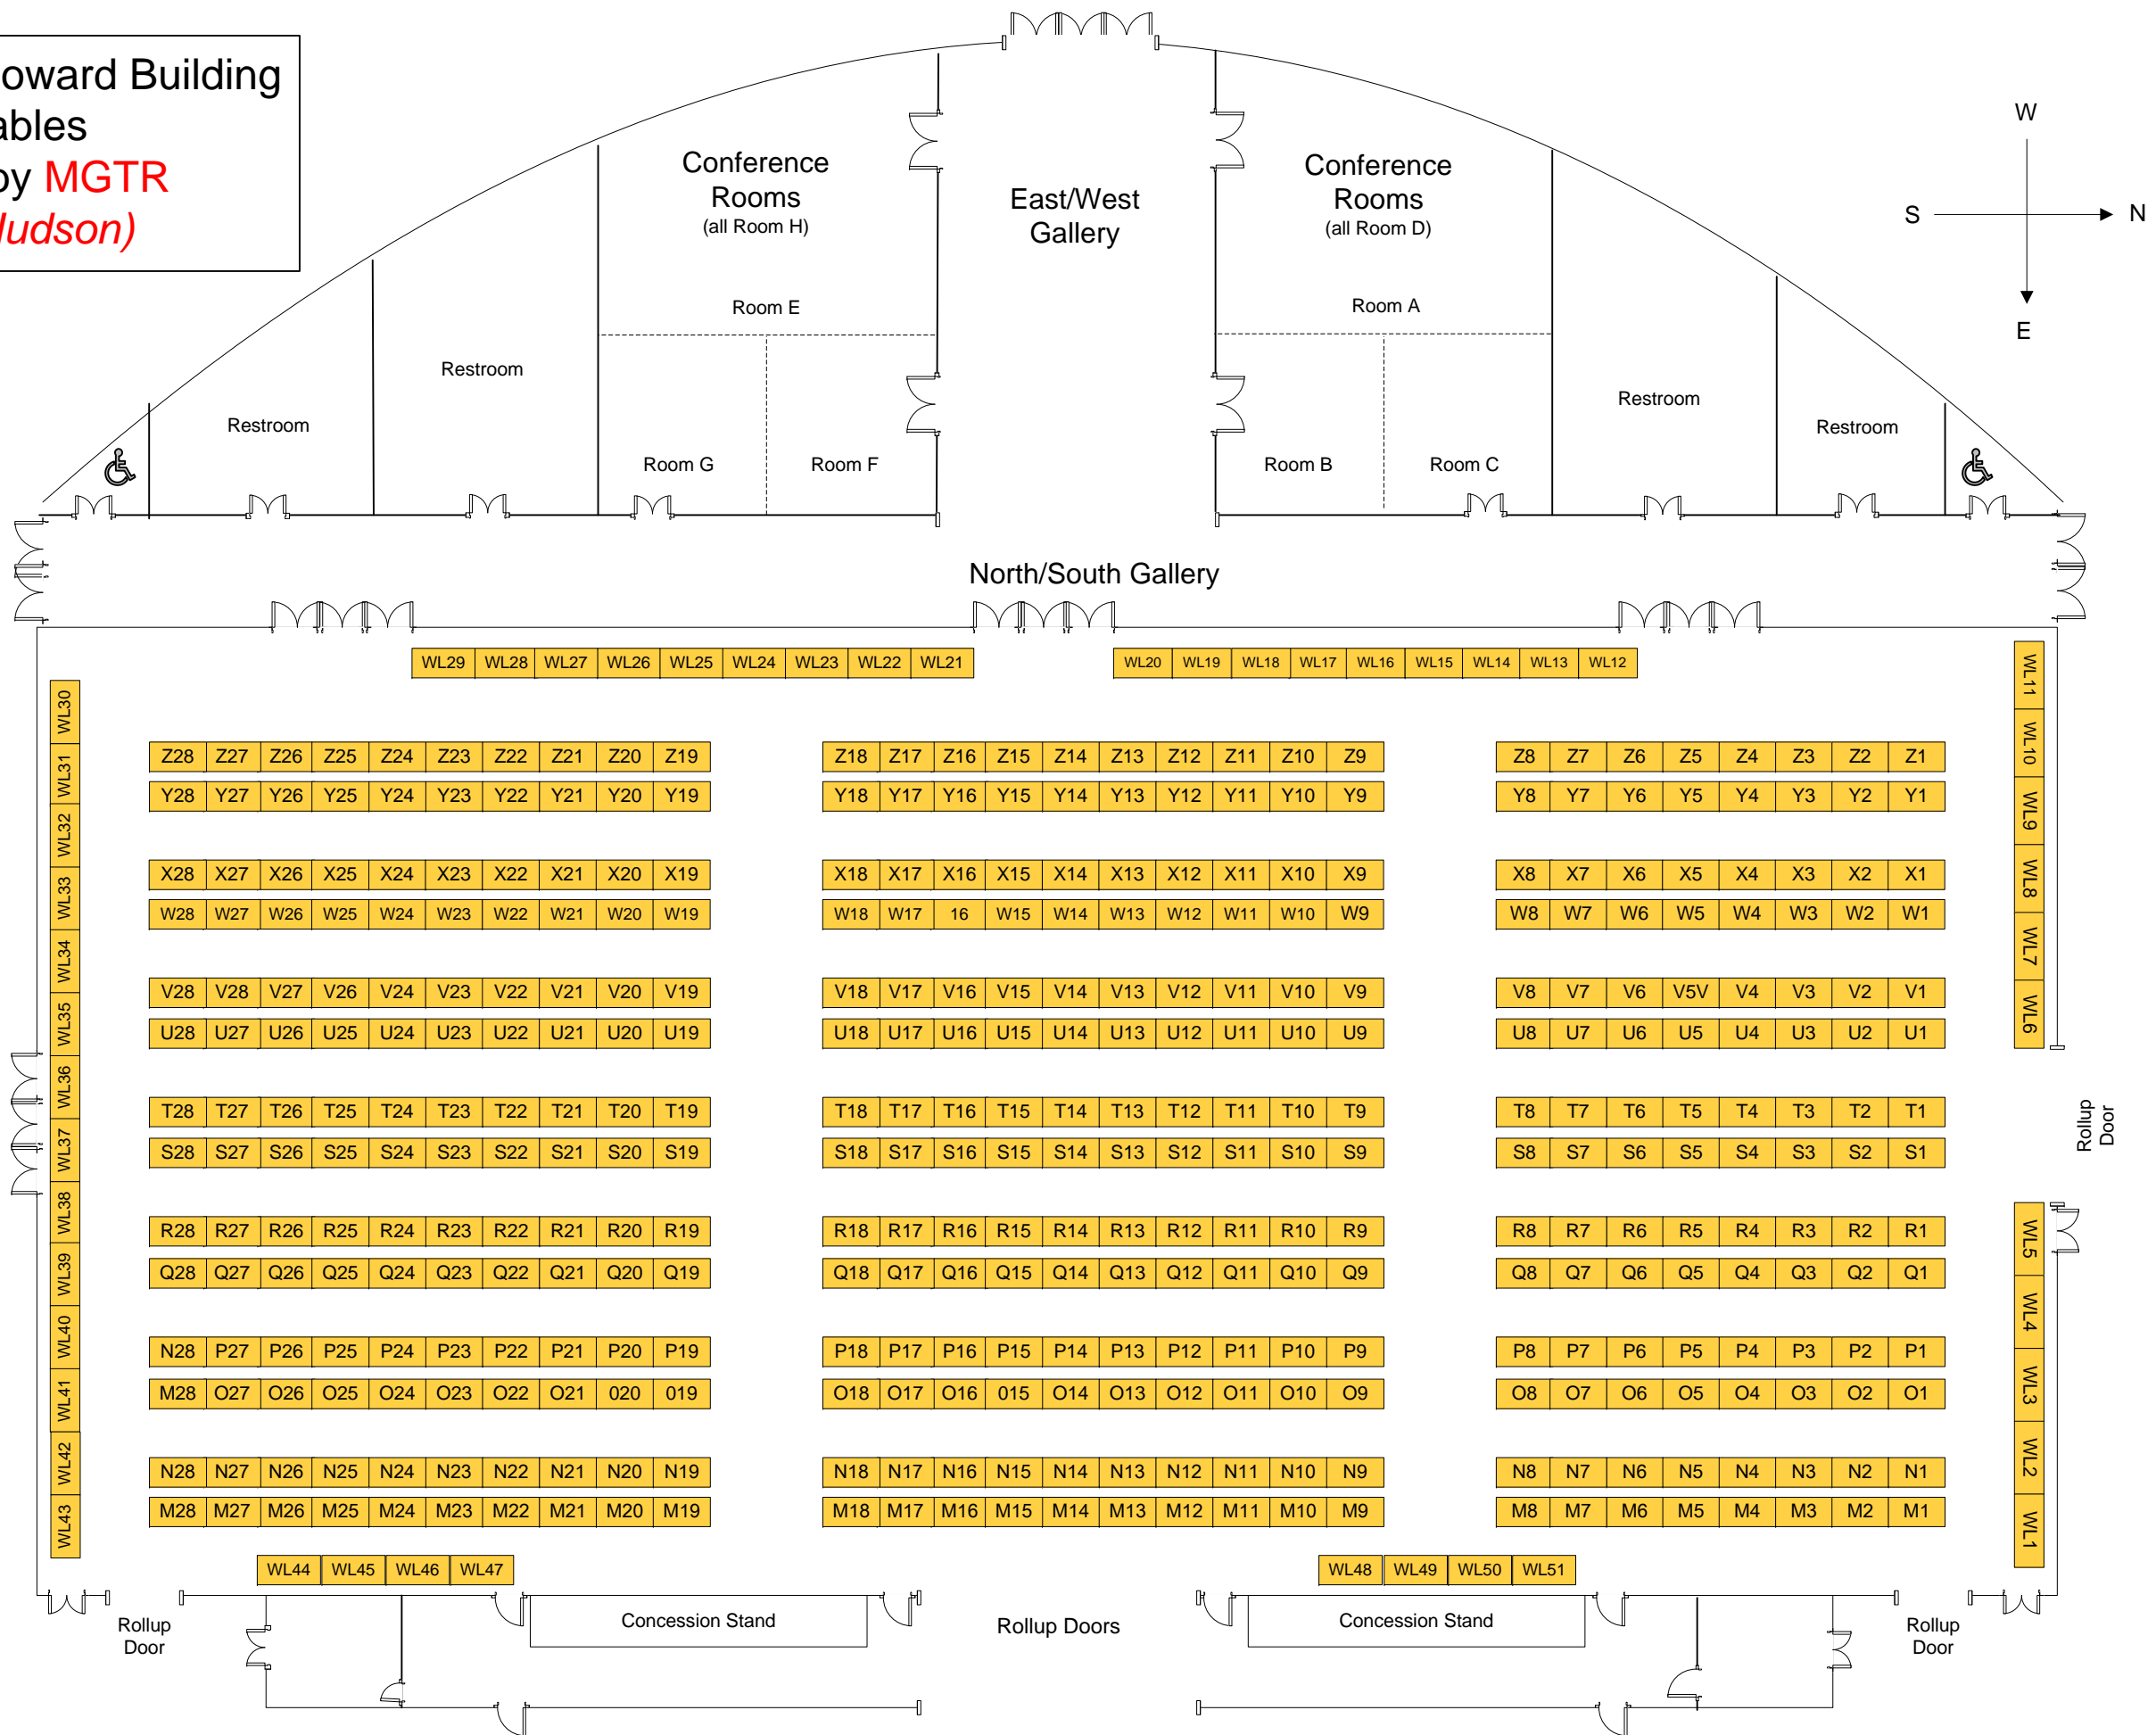 oward Building
ables
by MGTR
Hudson)
W
S
N
E
Conference
Rooms
(all Room H)
East/West
Gallery
Conference
Rooms
(all Room D)
Room E
Room A
Restroom
Restroom
Restroom
Restroom
Room G
Room F
Room B
Room C
North/South Gallery
WL29 WL28 WL27 WL26 WL25 WL24 WL23 WL22 WL21
WL20 WL19 WL18 WL17 WL16 WL15 WL14 WL13 WL12
WL30
WL31
WL32
WL33
WL34
WL35
WL36
WL37
WL38
WL39
WL40
WL41
WL42
WL43
Z28 Z27 Z26 Z25 Z24 Z23 Z22 Z21 Z20 Z19 Z18 Z17 Z16 Z15 Z14 Z13 Z12 Z11 Z10 Z9 Z8 Z7 Z6 Z5 Z4 Z3 Z2 Z1
Y28 Y27 Y26 Y25 Y24 Y23 Y22 Y21 Y20 Y19 Y18 Y17 Y16 Y15 Y14 Y13 Y12 Y11 Y10 Y9 Y8 Y7 Y6 Y5 Y4 Y3 Y2 Y1
X28 X27 X26 X25 X24 X23 X22 X21 X20 X19 X18 X17 X16 X15 X14 X13 X12 X11 X10 X9 X8 X7 X6 X5 X4 X3 X2 X1
W28 W27 W26 W25 W24 W23 W22 W21 W20 W19 W18 W17 16 W15 W14 W13 W12 W11 W10 W9 W8 W7 W6 W5 W4 W3 W2 W1
V28 V28 V27 V26 V24 V23 V22 V21 V20 V19 V18 V17 V16 V15 V14 V13 V12 V11 V10 V9 V8 V7 V6 V5V V4 V3 V2 V1
U28 U27 U26 U25 U24 U23 U22 U21 U20 U19 U18 U17 U16 U15 U14 U13 U12 U11 U10 U9 U8 U7 U6 U5 U4 U3 U2 U1
T28 T27 T26 T25 T24 T23 T22 T21 T20 T19 T18 T17 T16 T15 T14 T13 T12 T11 T10 T9 T8 T7 T6 T5 T4 T3 T2 T1
S28 S27 S26 S25 S24 S23 S22 S21 S20 S19 S18 S17 S16 S15 S14 S13 S12 S11 S10 S9 S8 S7 S6 S5 S4 S3 S2 S1
R28 R27 R26 R25 R24 R23 R22 R21 R20 R19 R18 R17 R16 R15 R14 R13 R12 R11 R10 R9 R8 R7 R6 R5 R4 R3 R2 R1
Q28 Q27 Q26 Q25 Q24 Q23 Q22 Q21 Q20 Q19 Q18 Q17 Q16 Q15 Q14 Q13 Q12 Q11 Q10 Q9 Q8 Q7 Q6 Q5 Q4 Q3 Q2 Q1
N28 P27 P26 P25 P24 P23 P22 P21 P20 P19 P18 P17 P16 P15 P14 P13 P12 P11 P10 P9 P8 P7 P6 P5 P4 P3 P2 P1
M28 O27 O26 O25 O24 O23 O22 O21 020 019 O18 O17 O16 015 O14 O13 O12 O11 O10 O9 O8 O7 O6 O5 O4 O3 O2 O1
N28 N27 N26 N25 N24 N23 N22 N21 N20 N19 N18 N17 N16 N15 N14 N13 N12 N11 N10 N9 N8 N7 N6 N5 N4 N3 N2 N1
M28 M27 M26 M25 M24 M23 M22 M21 M20 M19 M18 M17 M16 M15 M14 M13 M12 M11 M10 M9 M8 M7 M6 M5 M4 M3 M2 M1
WL11
WL10
WL9
WL8
WL7
WL6
Rollup
Door
WL5
WL4
WL3
WL2
WL1
WL44 WL45 WL46 WL47
WL48 WL49 WL50 WL51
Rollup
Door
Concession Stand
Rollup Doors
Concession Stand
Rollup
Door